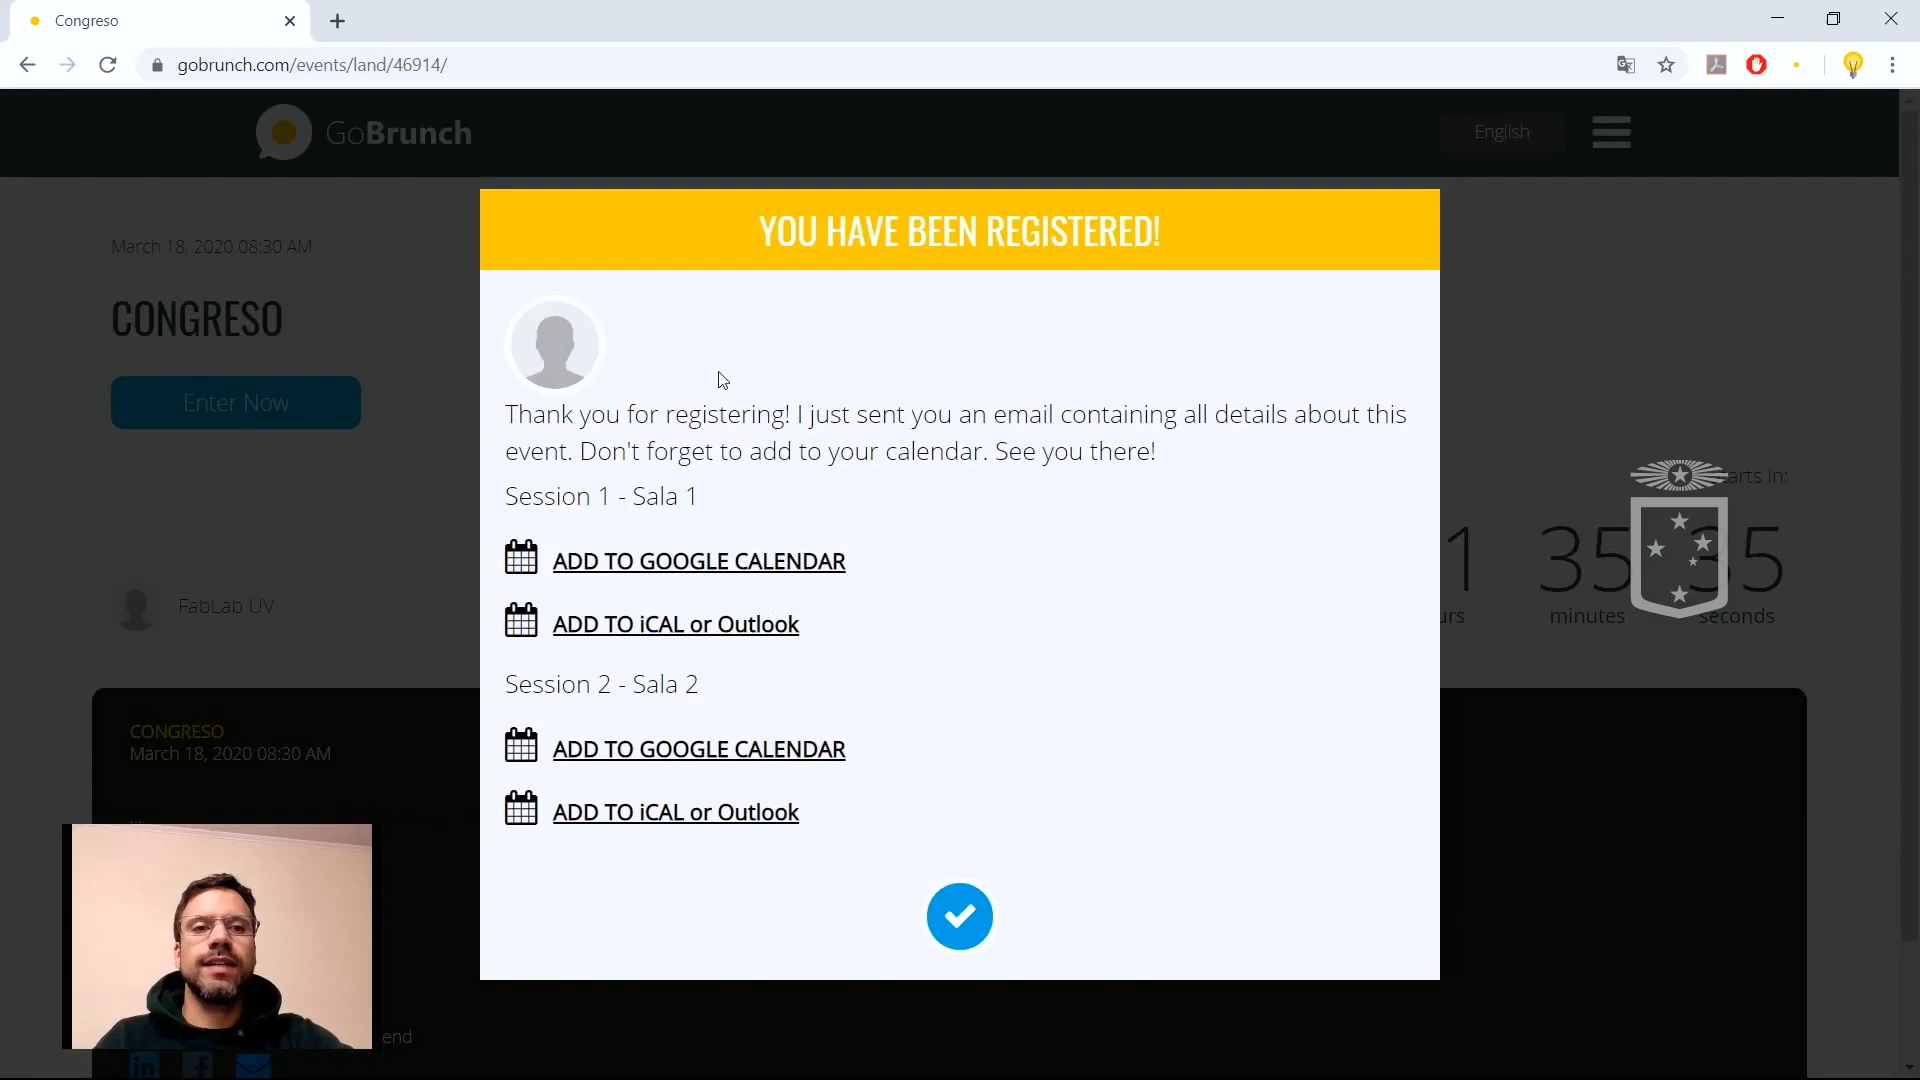 Congreso
gobrunch.com/events/land/46914/
GoBrunch
English
YOU HAVE BEEN REGISTERED!
March 18, 2020 08:30 AM
CONGRESO
Enter Now
Thank you for registering! I just sent you an email containing all details about this
event. Don't forget to add to your calendar. See you there!
Session 1 - Sala 1
ADD TO GOOGLE CALENDAR
ADD TO iCAL or Outlook
Session 2 - Sala 2
ADD TO GOOGLE CALENDAR
ADD TO iCAL or Outlook
in:
1 35 35
minutes seconds
FabLab UV
CONGRESO
March 18, 2020 08:30 AM